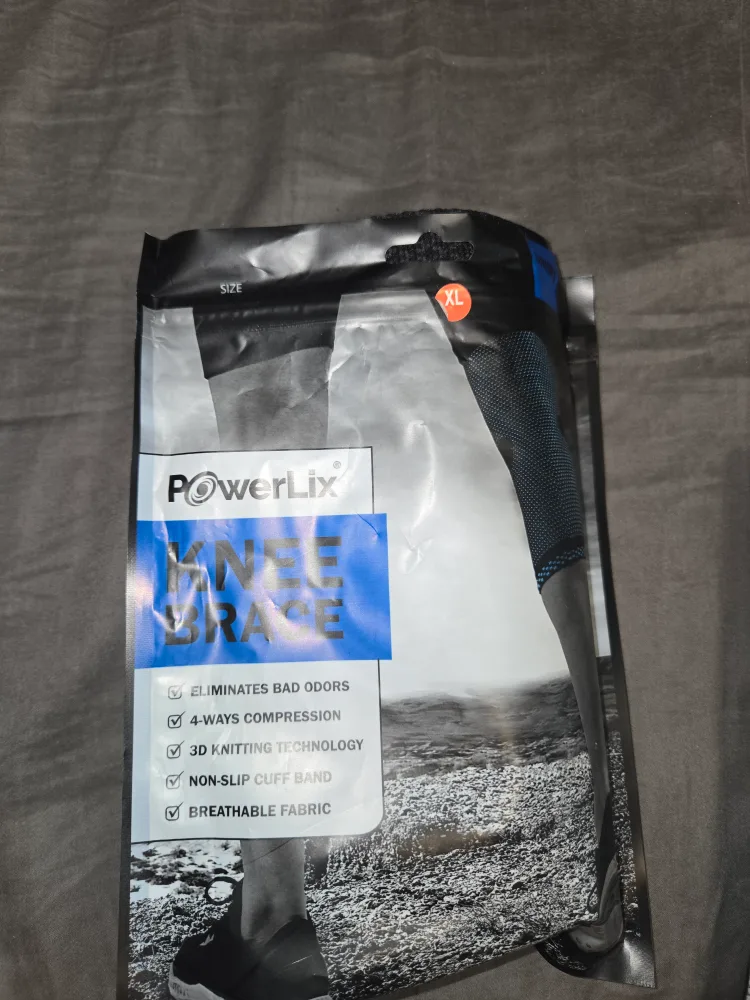 SIZE
XL
PowerLix®
KNEE
BRACE
ELIMINATES BAD ODORS
4-WAYS COMPRESSION
3D KNITTING TECHNOLOGY
NON-SLIP CUFF BAND
BREATHABLE FABRIC